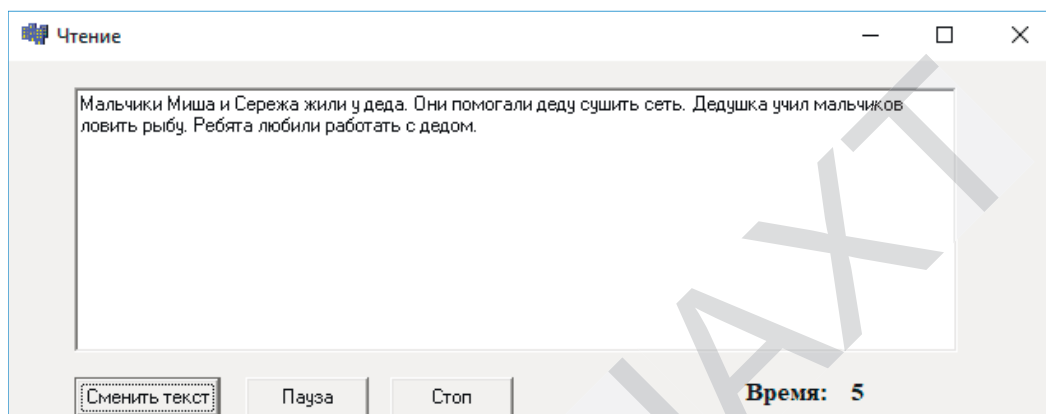 Чтение
Мальчики Миша и Сережа жили у деда. Они помогали деду сушить сеть. Дедушка учил мальчиков
ловить рыбу. Ребята любили работать с дедом.
Сменить текст Пауза Стоп Время: 5